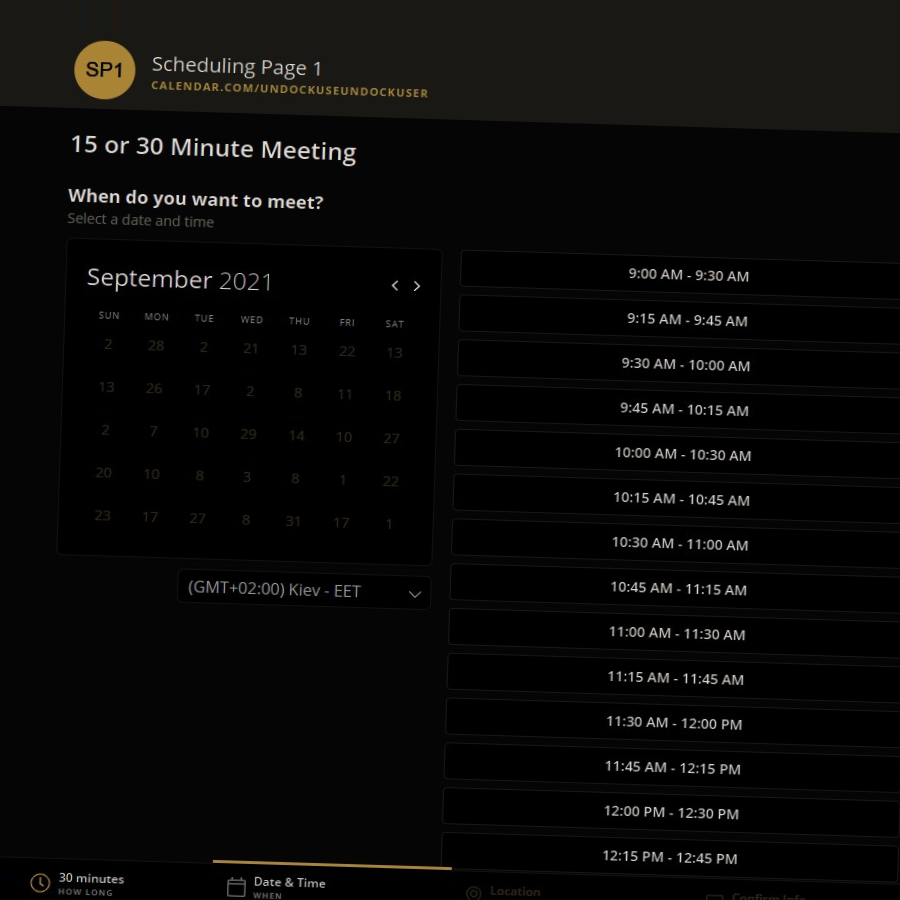 SP1
Scheduling Page 1
CALENDAR.COM/UNDOCKUSEUNDOCKUSER
15 or 30 Minute Meeting
When do you want to meet?
Select a date and time
September 2021
SUN MON TUE WED THU FRI SAT
2 28 2 21 13 22 13
13 26 17 2 8 11 18
2 7 10 29 14 10 27
20 10 8 3 8 1 22
23 17 27 8 31 17 1
(GMT+02:00) Kiev - EET
9:00 AM - 9:30 AM
9:15 AM - 9:45 AM
9:30 AM - 10:00 AM
9:45 AM - 10:15 AM
10:00 AM - 10:30 AM
10:15 AM - 10:45 AM
10:30 AM - 11:00 AM
10:45 AM - 11:15 AM
11:00 AM - 11:30 AM
11:15 AM - 11:45 AM
11:30 AM - 12:00 PM
11:45 AM - 12:15 PM
12:00 PM - 12:30 PM
12:15 PM - 12:45 PM
30 minutes
HOW LONG
Date & Time
WHEN
Location
Confirm info